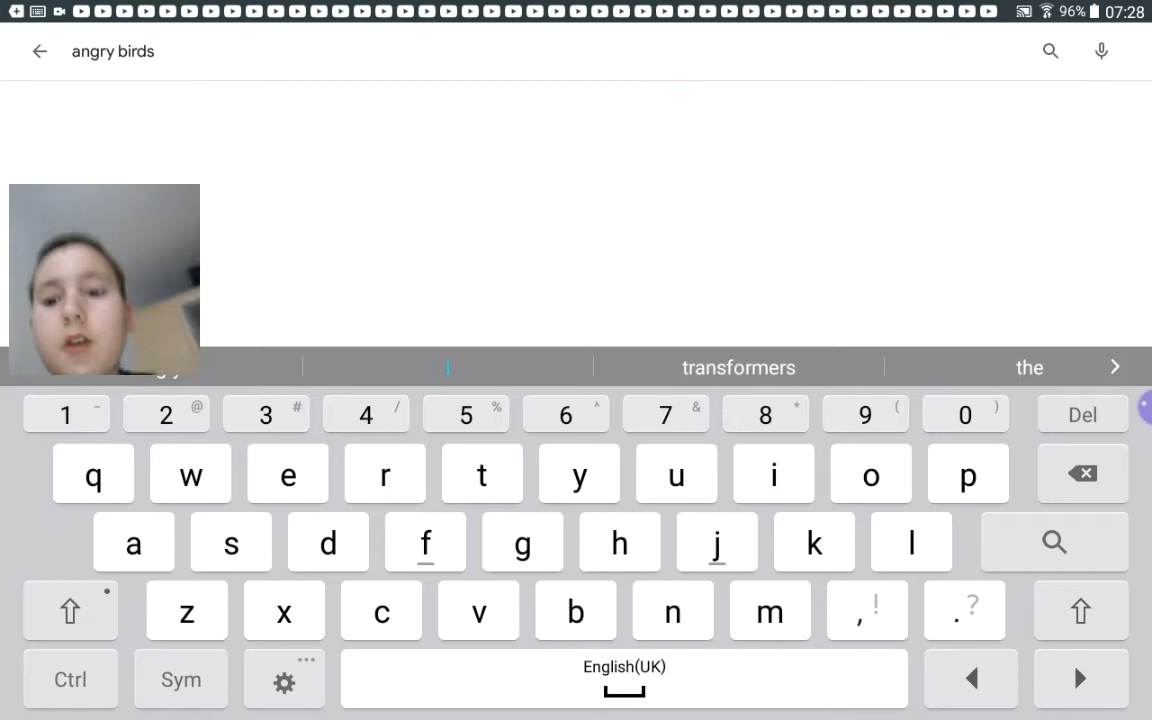 96% 07:28
angry birds
transformers the
1 - 2 @ 3 # 4 / 5 % 6 ^ 7 & 8 * 9 ( 0 ) Del
q w e r t y u i o p
a s d f g h j k l
z x c v b n m , ! . ?
Ctrl Sym English(UK)